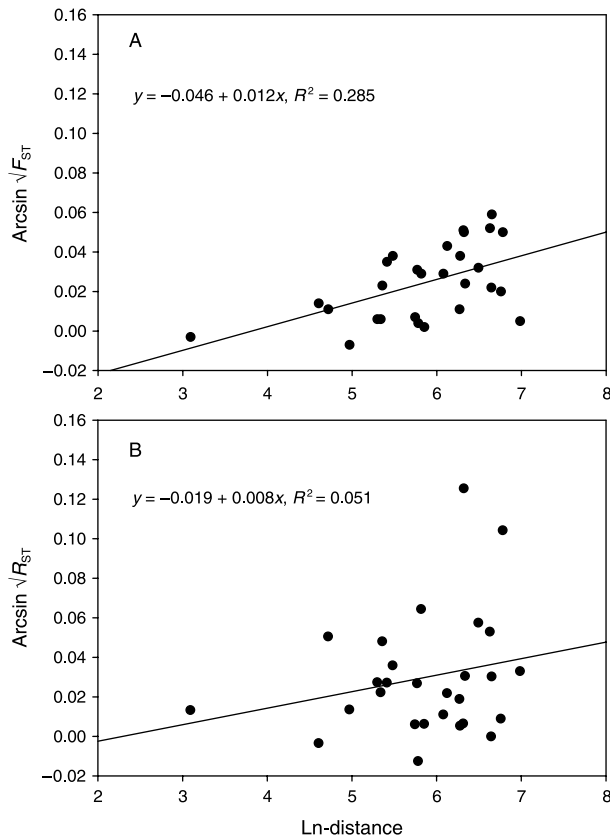 0.16
A
0.14
0.12
y = −0.046 + 0.012x, R² = 0.285
0.10
0.08
0.06
0.04
0.02
0.00
−0.02
Arcsin √F_ST
2 3 4 5 6 7 8
0.16
B
0.14
0.12
y = −0.019 + 0.008x, R² = 0.051
0.10
0.08
0.06
0.04
0.02
0.00
−0.02
Arcsin √R_ST
2 3 4 5 6 7 8
Ln-distance